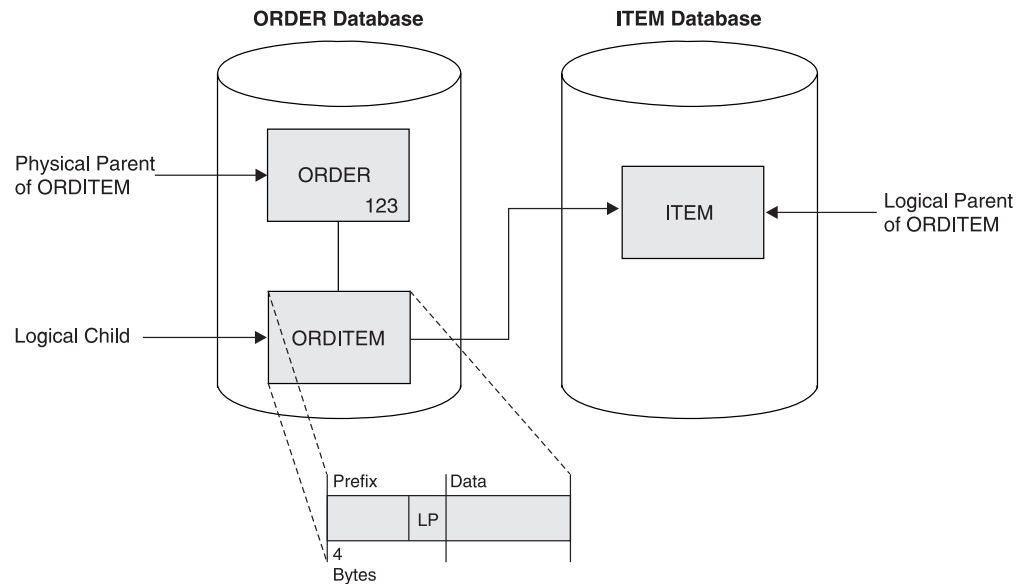 ORDER Database
ITEM Database
Physical Parent
of ORDITEM
ORDER
123
ITEM
Logical Parent
of ORDITEM
Logical Child
ORDITEM
Prefix
Data
LP
4
Bytes